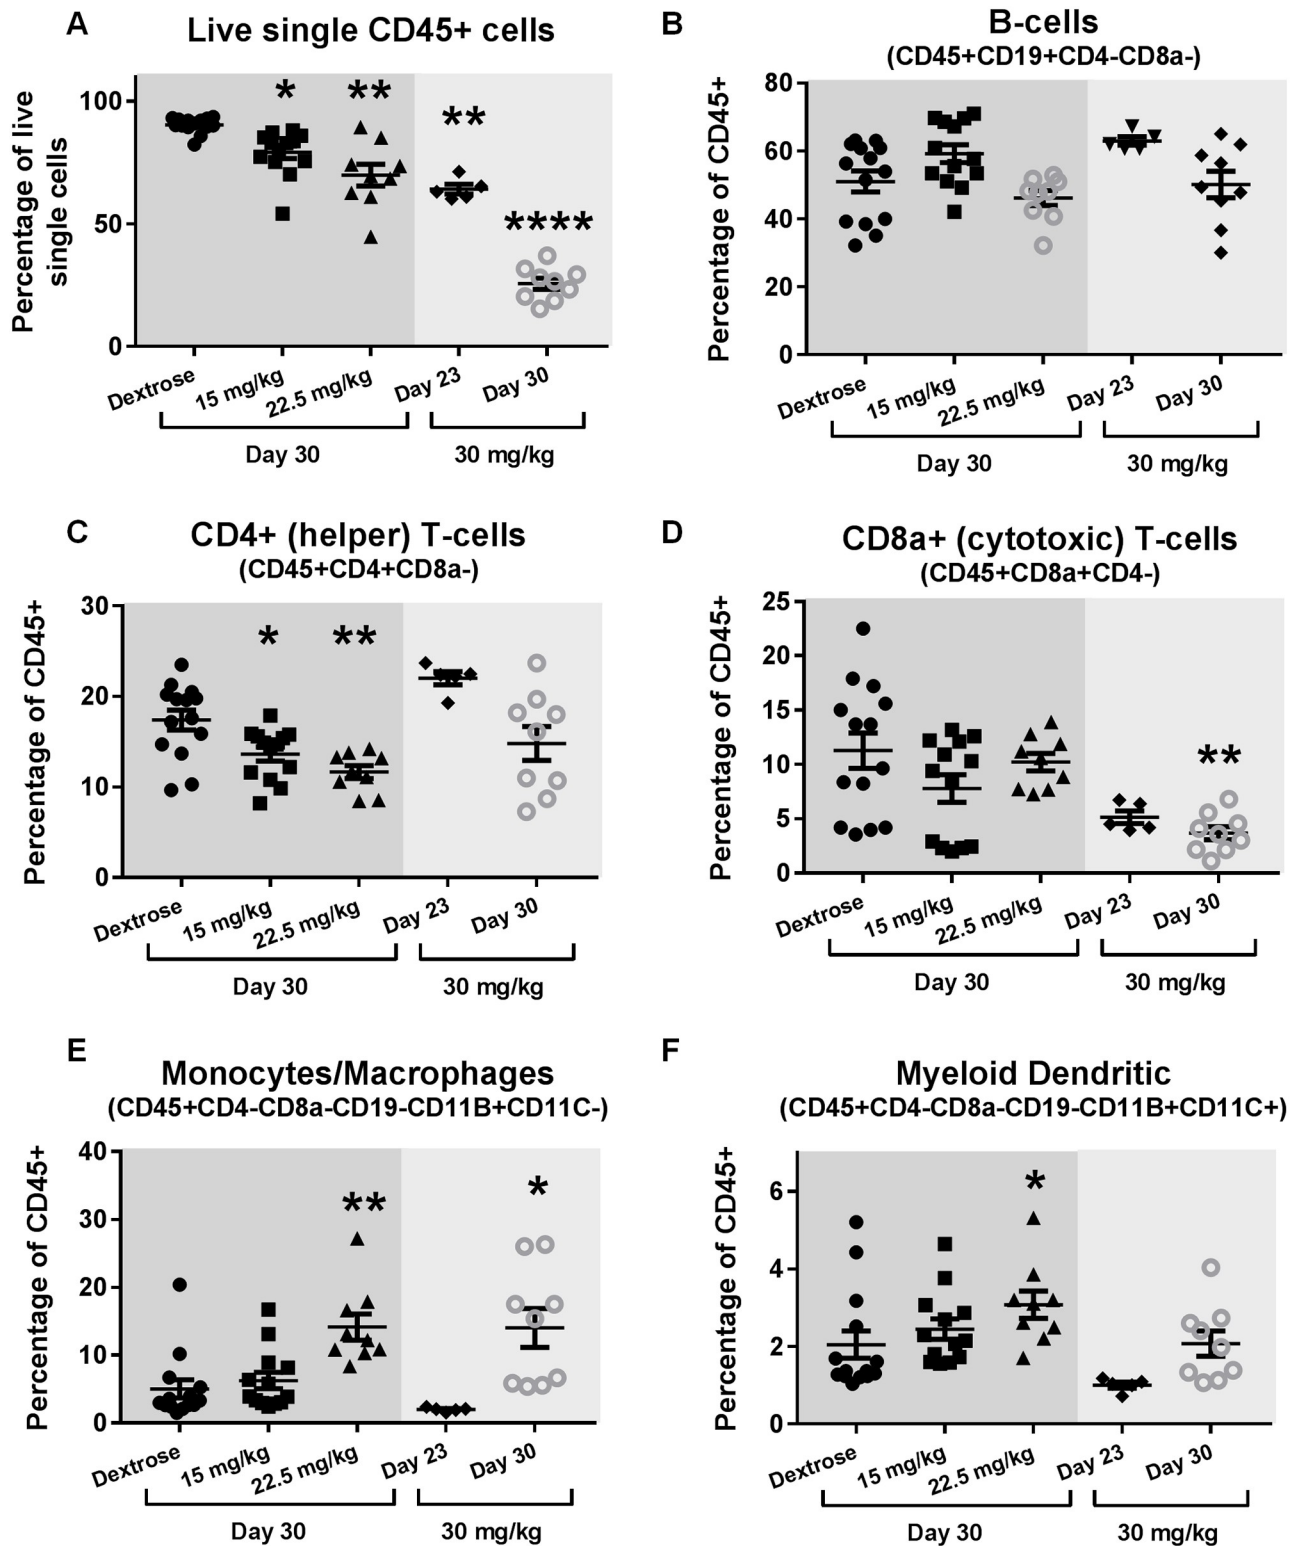 A
Live single CD45+ cells
Percentage of live
single cells
100
50
0
*
**
**
****
Dextrose
15 mg/kg
22.5 mg/kg
Day 23
Day 30
Day 30
30 mg/kg
B
B-cells
(CD45+CD19+CD4-CD8a-)
Percentage of CD45+
80
60
40
20
0
Dextrose
15 mg/kg
22.5 mg/kg
Day 23
Day 30
Day 30
30 mg/kg
C
CD4+ (helper) T-cells
(CD45+CD4+CD8a-)
Percentage of CD45+
30
20
10
0
*
**
Dextrose
15 mg/kg
22.5 mg/kg
Day 23
Day 30
Day 30
30 mg/kg
D
CD8a+ (cytotoxic) T-cells
(CD45+CD8a+CD4-)
Percentage of CD45+
25
20
15
10
5
0
**
Dextrose
15 mg/kg
22.5 mg/kg
Day 23
Day 30
Day 30
30 mg/kg
E
Monocytes/Macrophages
(CD45+CD4-CD8a-CD19-CD11B+CD11C-)
Percentage of CD45+
40
30
20
10
0
**
*
Dextrose
15 mg/kg
22.5 mg/kg
Day 23
Day 30
Day 30
30 mg/kg
F
Myeloid Dendritic
(CD45+CD4-CD8a-CD19-CD11B+CD11C+)
Percentage of CD45+
6
4
2
0
*
Dextrose
15 mg/kg
22.5 mg/kg
Day 23
Day 30
Day 30
30 mg/kg